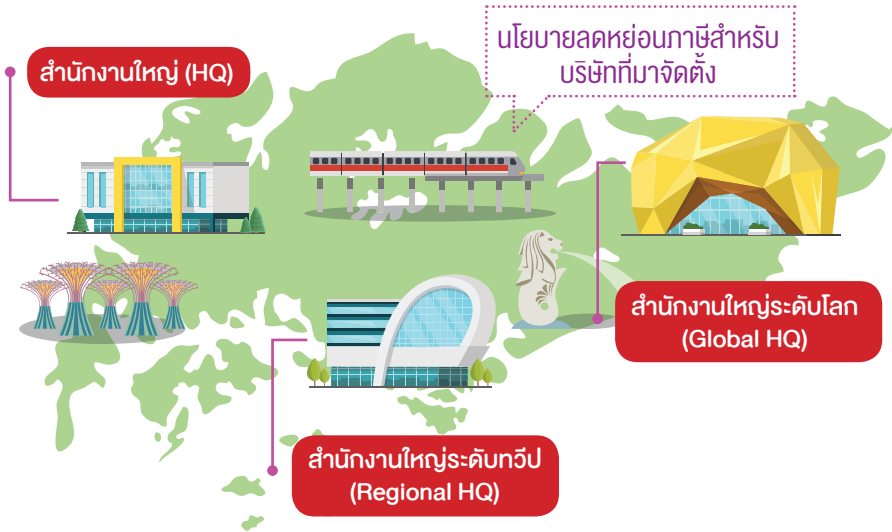 นโยบายลดหย่อนภาษีสำหรับ
บริษัทที่มาจัดตั้ง
สำนักงานใหญ่ (HQ)
สำนักงานใหญ่ระดับโลก
(Global HQ)
สำนักงานใหญ่ระดับทวีป
(Regional HQ)